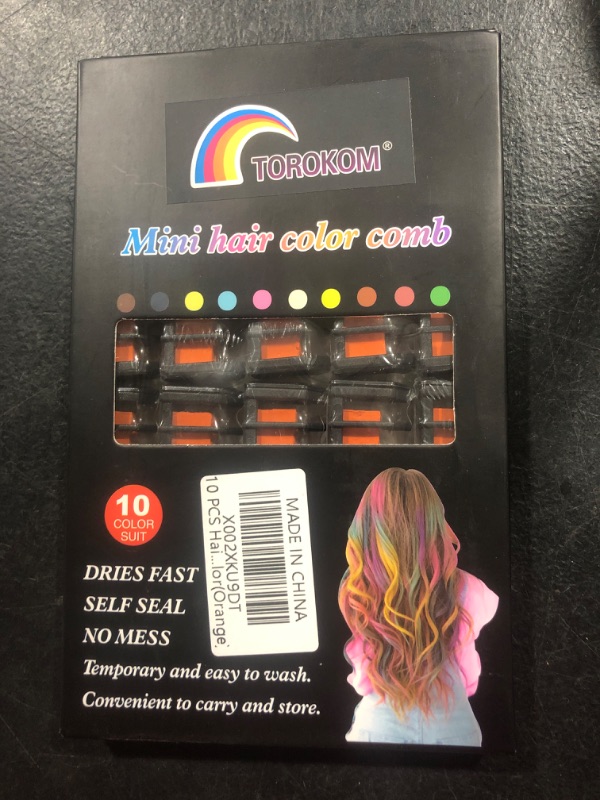 TOROKOM®
Mini hair color comb
10
COLOR
SUIT
DRIES FAST
SELF SEAL
NO MESS
Temporary and easy to wash.
Convenient to carry and store.
MADE IN CHINA
X002XKU9DT
10 PCS Hai...lor(Orange,